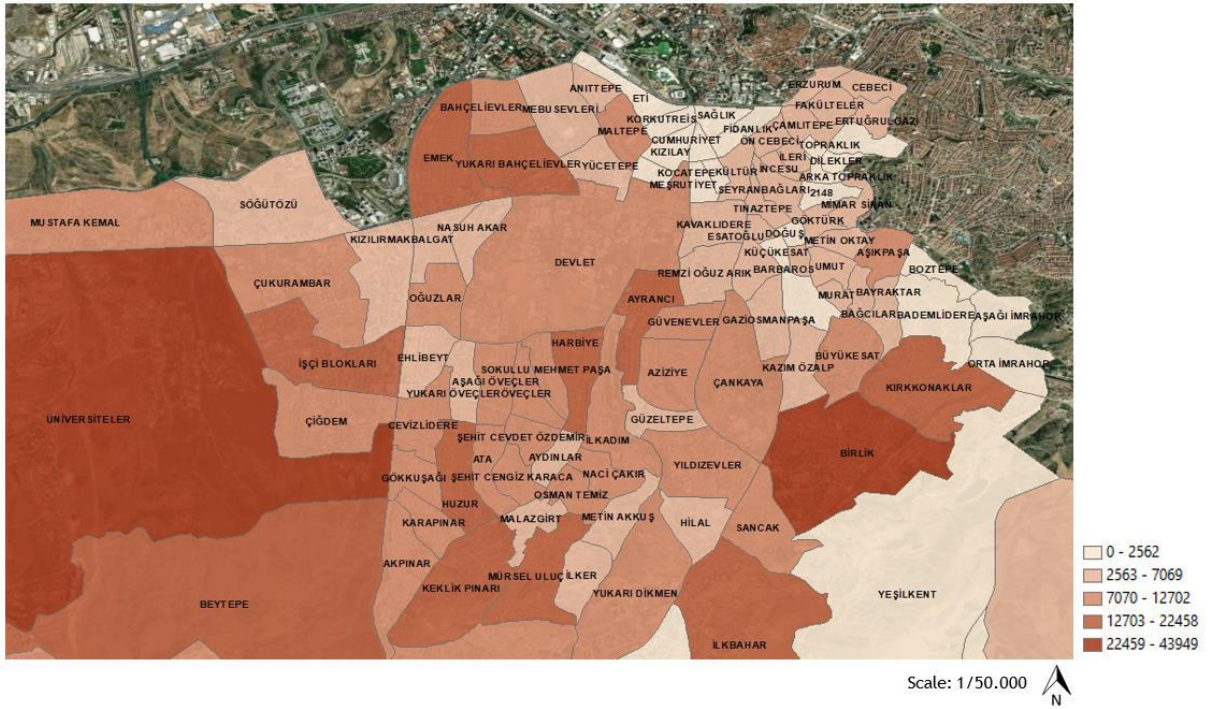 ANITTEPE
ERZURUM
CEBECİ
BAHÇELİEVLER
MEBUSEVLERİ
ETİ
FAKÜLTELER
KORKUTREİS
SAĞLIK
MALTEPE
FİDANLIK
ÇAMLITEPE
ERTUĞRULGAZİ
CUMHURİYET
ÖN CEBECİ
TOPRAKLIK
KIZILAY
EMEK
YUKARI BAHÇELİEVLER
YÜCETEPE
İLERİ
DİLEKLER
KOCATEPE
KÜLTÜR
İNCESU
ARKA TOPRAKLIK
MEŞRUTİYET
SEYRANBAĞLARI
2148
SÖĞÜTÖZÜ
TINAZTEPE
MİMAR SİNAN
MUSTAFA KEMAL
NASUH AKAR
KAVAKLIDERE
GÖKTÜRK
KIZILIRMAK
BALGAT
ESATOĞLU
DOĞUŞ
METİN OKTAY
KÜÇÜKESAT
AŞIKPAŞA
DEVLET
REMZİ OĞUZ ARIK
BARBAROS
UMUT
BOZTEPE
ÇUKURAMBAR
OĞUZLAR
AYRANCI
MURAT
BAYRAKTAR
GÜVENEVLER
GAZİOSMANPAŞA
BAĞCILAR
BADEMLİDERE
AŞAĞI İMRAHOR
HARBİYE
EHLİBEYT
BÜYÜKESAT
İŞÇİ BLOKLARI
SOKULLU MEHMET PAŞA
AZİZİYE
KAZIM ÖZALP
ORTA İMRAHOR
AŞAĞI ÖVEÇLER
ÇANKAYA
KIRKKONAKLAR
YUKARI ÖVEÇLER
ÖVEÇLER
ÜNİVERSİTELER
ÇİĞDEM
CEVİZLİDERE
GÜZELTEPE
ŞEHİT CEVDET ÖZDEMİR
İLKADIM
BİRLİK
ATA
AYDINLAR
YILDIZEVLER
GÖKKUŞAĞI
ŞEHİT CENGİZ KARACA
NACİ ÇAKIR
HUZUR
OSMAN TEMİZ
KARAPINAR
MALAZGİRT
METİN AKKUŞ
HİLAL
SANCAK
AKPINAR
MÜRSEL ULUÇ
İLKER
KEKLİK PINARI
YUKARI DİKMEN
YEŞİLKENT
BEYTEPE
İLKBAHAR
0 - 2562
2563 - 7069
7070 - 12702
12703 - 22458
22459 - 43949
Scale: 1/50.000
N